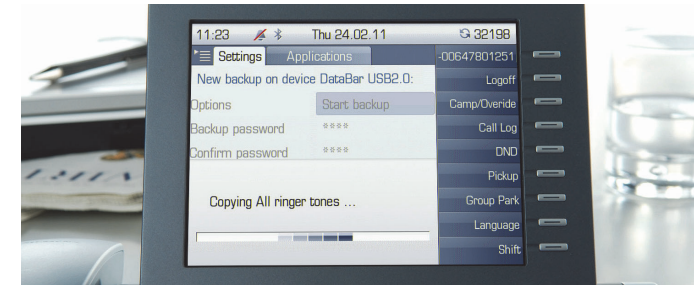 11:23 Thu 24.02.11 32198
Settings Applications -00647801251
New backup on device DataBar USB2.0:
Logoff
Options Start backup Camp/Overide
Backup password **** Call Log
Confirm password **** DND
Pickup
Copying All ringer tones ... Group Park
Language
Shift